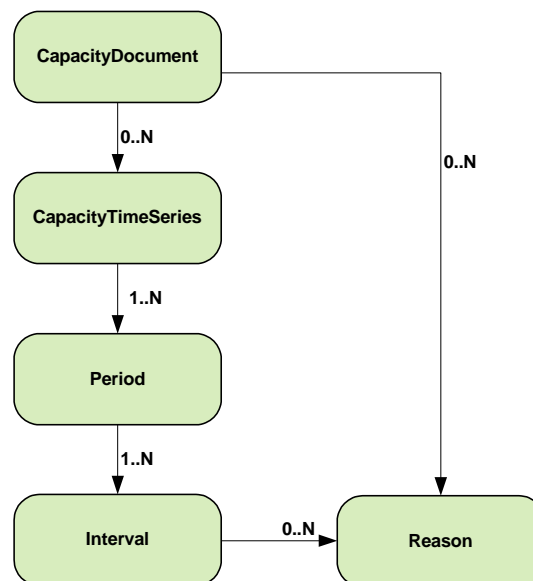 CapacityDocument
0..N
0..N
CapacityTimeSeries
1..N
Period
1..N
Interval
0..N
Reason